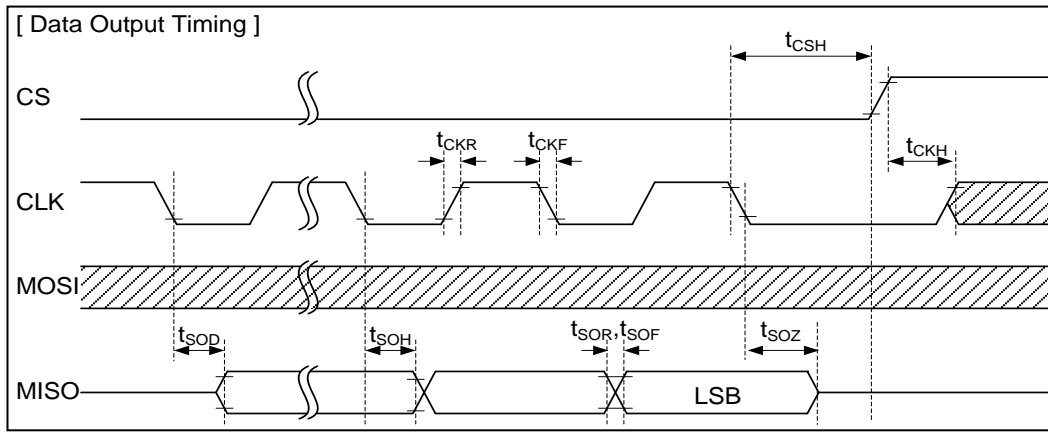 [ Data Output Timing ]
tCSH
CS
tCKR tCKF
tCKH
CLK
MOSI
tSOD tSOH tSOR,tSOF tSOZ
MISO LSB